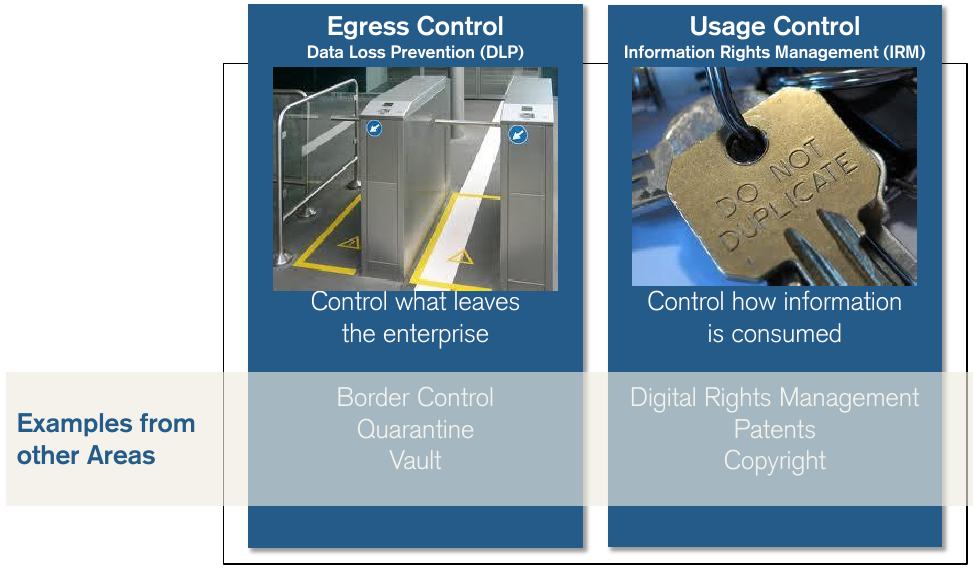 Egress Control
Data Loss Prevention (DLP)
Control what leaves
the enterprise
Usage Control
Information Rights Management (IRM)
DO NOT
DUPLICATE
Control how information
is consumed
Examples from
other Areas
Border Control
Quarantine
Vault
Digital Rights Management
Patents
Copyright